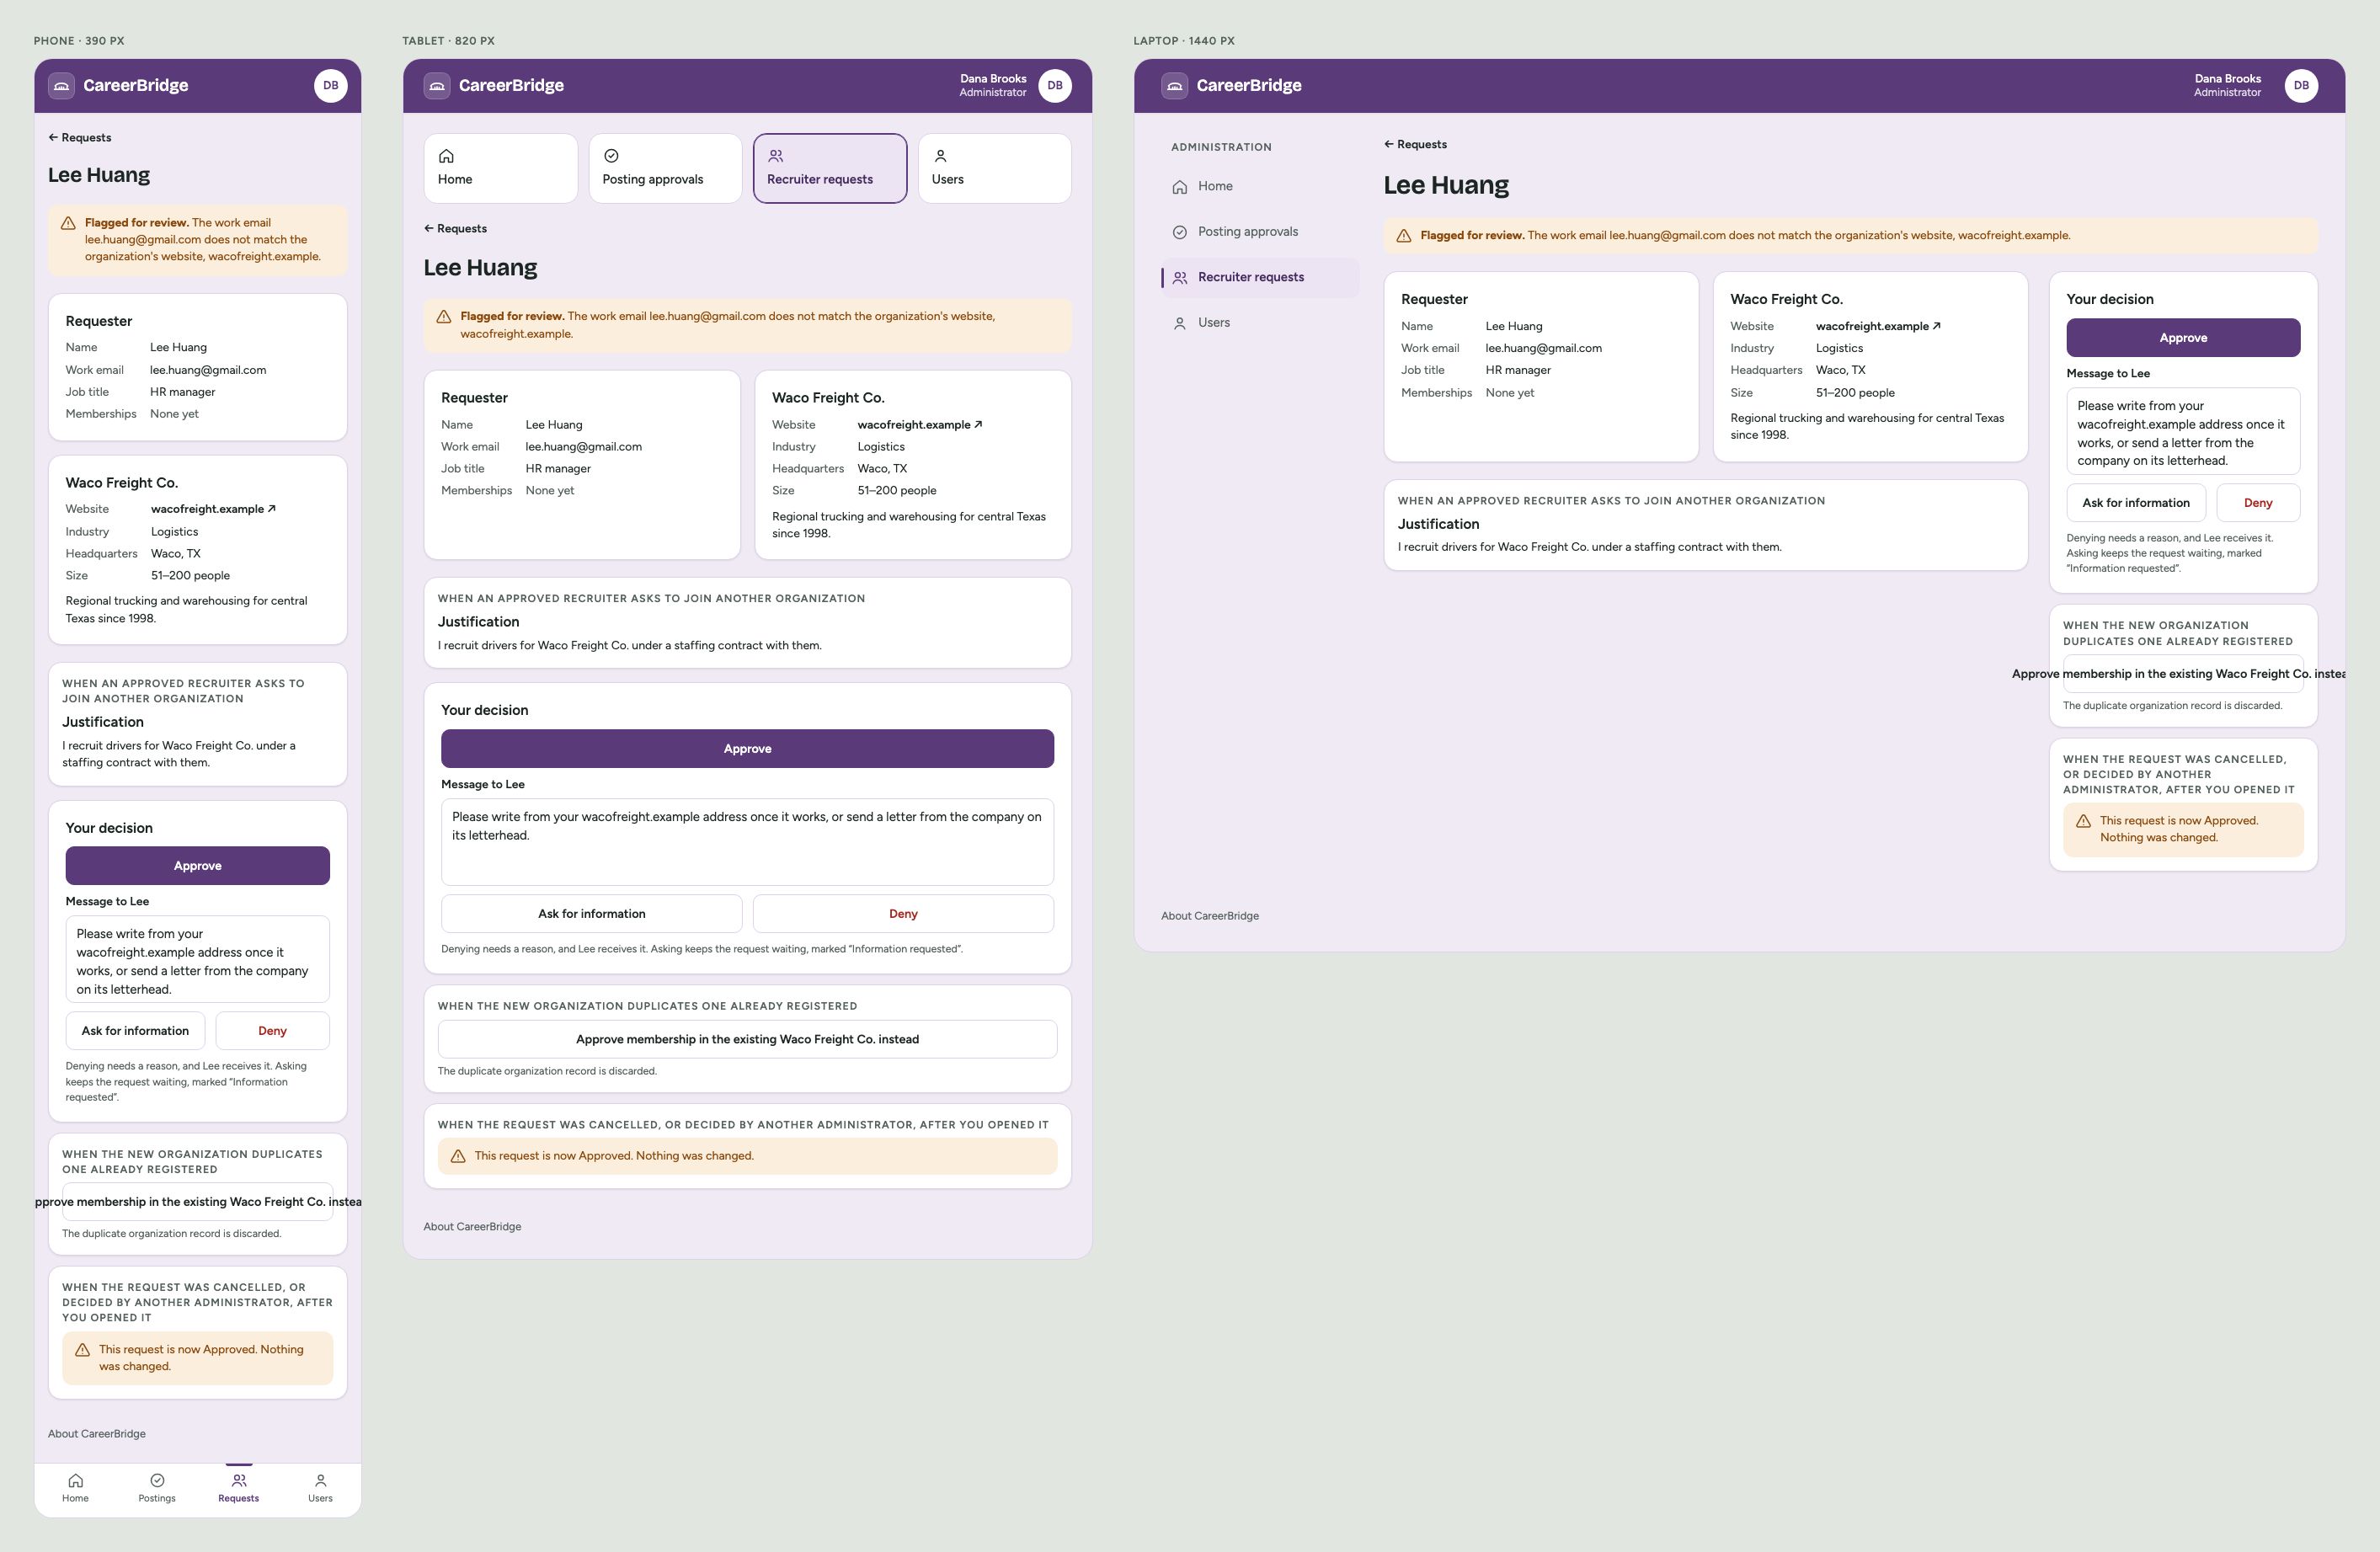 PHONE · 390 PX
CareerBridge
DB
← Requests
Lee Huang
Flagged for review. The work email
lee.huang@gmail.com does not match the
organization's website, wacofreight.example.
Requester
Name Lee Huang
Work email lee.huang@gmail.com
Job title HR manager
Memberships None yet
Waco Freight Co.
Website wacofreight.example ↗
Industry Logistics
Headquarters Waco, TX
Size 51–200 people
Regional trucking and warehousing for central
Texas since 1998.
WHEN AN APPROVED RECRUITER ASKS TO
JOIN ANOTHER ORGANIZATION
Justification
I recruit drivers for Waco Freight Co. under a
staffing contract with them.
Your decision
Approve
Message to Lee
Please write from your
wacofreight.example address once it
works, or send a letter from the company
on its letterhead.
Ask for information
Deny
Denying needs a reason, and Lee receives it. Asking
keeps the request waiting, marked “Information
requested”.
WHEN THE NEW ORGANIZATION DUPLICATES
ONE ALREADY REGISTERED
pprove membership in the existing Waco Freight Co. instea
The duplicate organization record is discarded.
WHEN THE REQUEST WAS CANCELLED, OR
DECIDED BY ANOTHER ADMINISTRATOR, AFTER
YOU OPENED IT
This request is now Approved. Nothing
was changed.
About CareerBridge
Home
Postings
Requests
Users
TABLET · 820 PX
CareerBridge
Dana Brooks
Administrator
DB
Home
Posting approvals
Recruiter requests
Users
← Requests
Lee Huang
Flagged for review. The work email lee.huang@gmail.com does not match the organization's website,
wacofreight.example.
Requester
Name Lee Huang
Work email lee.huang@gmail.com
Job title HR manager
Memberships None yet
Waco Freight Co.
Website wacofreight.example ↗
Industry Logistics
Headquarters Waco, TX
Size 51–200 people
Regional trucking and warehousing for central Texas
since 1998.
WHEN AN APPROVED RECRUITER ASKS TO JOIN ANOTHER ORGANIZATION
Justification
I recruit drivers for Waco Freight Co. under a staffing contract with them.
Your decision
Approve
Message to Lee
Please write from your wacofreight.example address once it works, or send a letter from the company on
its letterhead.
Ask for information
Deny
Denying needs a reason, and Lee receives it. Asking keeps the request waiting, marked “Information requested”.
WHEN THE NEW ORGANIZATION DUPLICATES ONE ALREADY REGISTERED
Approve membership in the existing Waco Freight Co. instead
The duplicate organization record is discarded.
WHEN THE REQUEST WAS CANCELLED, OR DECIDED BY ANOTHER ADMINISTRATOR, AFTER YOU OPENED IT
This request is now Approved. Nothing was changed.
About CareerBridge
LAPTOP · 1440 PX
CareerBridge
Dana Brooks
Administrator
DB
ADMINISTRATION
Home
Posting approvals
Recruiter requests
Users
← Requests
Lee Huang
Flagged for review. The work email lee.huang@gmail.com does not match the organization's website, wacofreight.example.
Requester
Name Lee Huang
Work email lee.huang@gmail.com
Job title HR manager
Memberships None yet
Waco Freight Co.
Website wacofreight.example ↗
Industry Logistics
Headquarters Waco, TX
Size 51–200 people
Regional trucking and warehousing for central Texas
since 1998.
WHEN AN APPROVED RECRUITER ASKS TO JOIN ANOTHER ORGANIZATION
Justification
I recruit drivers for Waco Freight Co. under a staffing contract with them.
Your decision
Approve
Message to Lee
Please write from your
wacofreight.example address once it
works, or send a letter from the
company on its letterhead.
Ask for information
Deny
Denying needs a reason, and Lee receives it.
Asking keeps the request waiting, marked
“Information requested”.
WHEN THE NEW ORGANIZATION
DUPLICATES ONE ALREADY REGISTERED
Approve membership in the existing Waco Freight Co. instea
The duplicate organization record is discarded.
WHEN THE REQUEST WAS CANCELLED,
OR DECIDED BY ANOTHER
ADMINISTRATOR, AFTER YOU OPENED IT
This request is now Approved.
Nothing was changed.
About CareerBridge